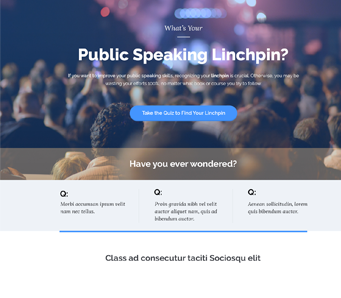 What's Your
Public Speaking Linchpin?
If you want to improve your public speaking skills, recognizing your linchpin is crucial. Otherwise, you may be
wasting your efforts
no matter what
or course you try to follow.
Take the Quiz to Find Your Linchpin
Have you ever wondered?
Q: Q: Q:
Morbi accumsan ipsum velit Proin gravida nibh vel velit Aenean sollicitudin, lorem
nam nec tellus. auctor aliquet nam, quis ad quis bibendum auctor.
bibendum auctor.
Class ad consecutur taciti Sociosqu elit